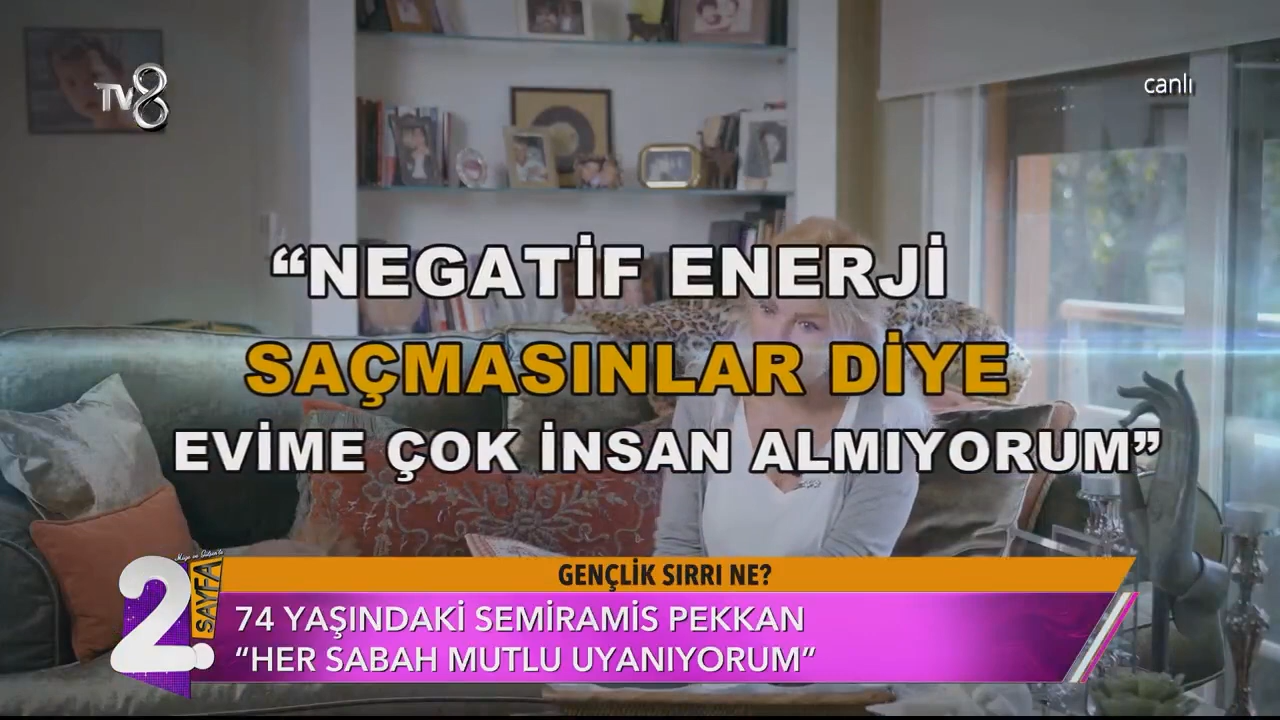 TV8
canlı
“NEGATİF ENERJİ
SAÇMASINLAR DİYE
EVİME ÇOK İNSAN ALMIYORUM”
2. SAYFA
GENÇLİK SIRRI NE?
74 YAŞINDAKİ SEMİRAMİS PEKKAN
“HER SABAH MUTLU UYANIYORUM”